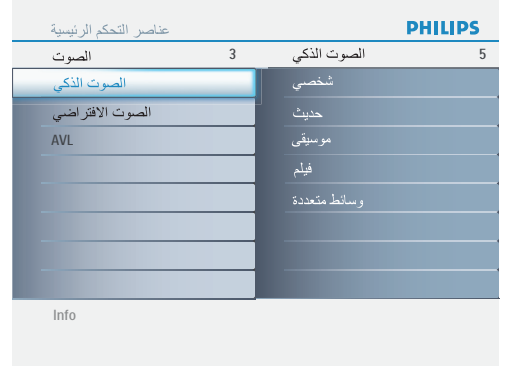 عناصر التحكم الرئيسية
PHILIPS
الصوت 3
الصوت الذكي 5
الصوت الذكي
الصوت الافتراضي
AVL
شخصي
حديث
موسيقى
فيلم
وسائط متعددة
Info